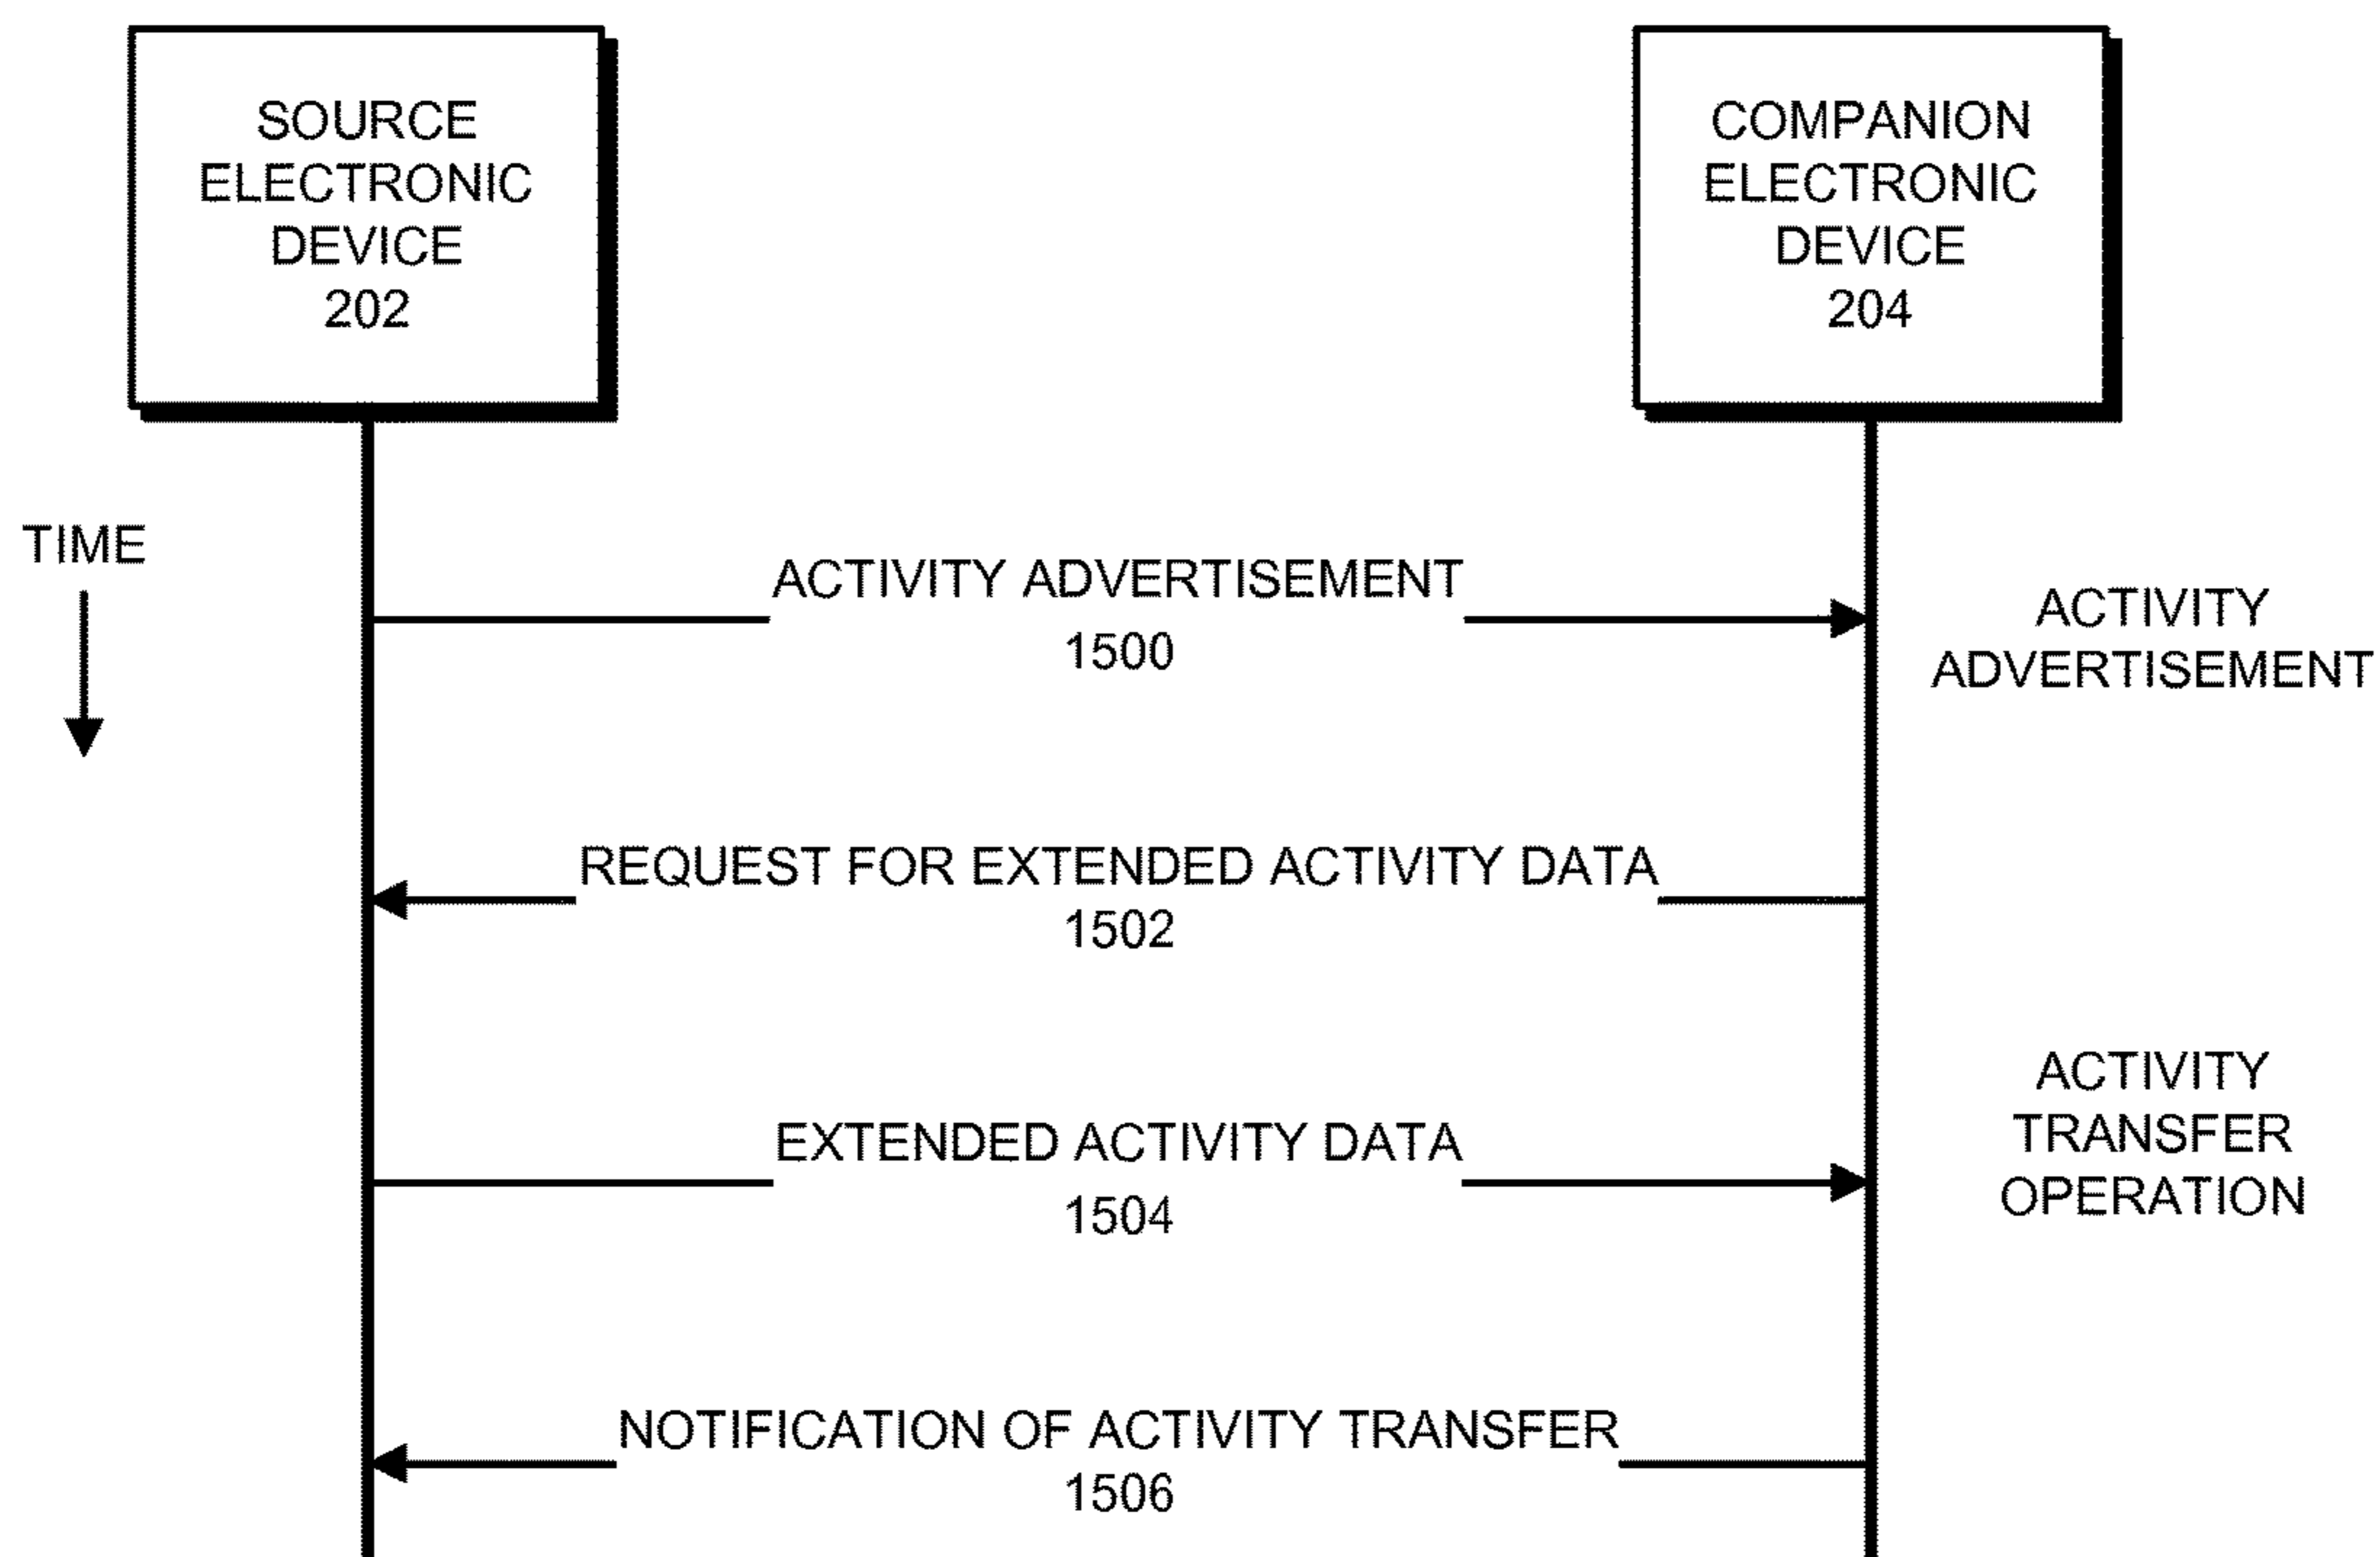 SOURCE
ELECTRONIC
DEVICE
202
COMPANION
ELECTRONIC
DEVICE
204
TIME
ACTIVITY ADVERTISEMENT
1500
ACTIVITY
ADVERTISEMENT
REQUEST FOR EXTENDED ACTIVITY DATA
1502
EXTENDED ACTIVITY DATA
1504
ACTIVITY
TRANSFER
OPERATION
NOTIFICATION OF ACTIVITY TRANSFER
1506